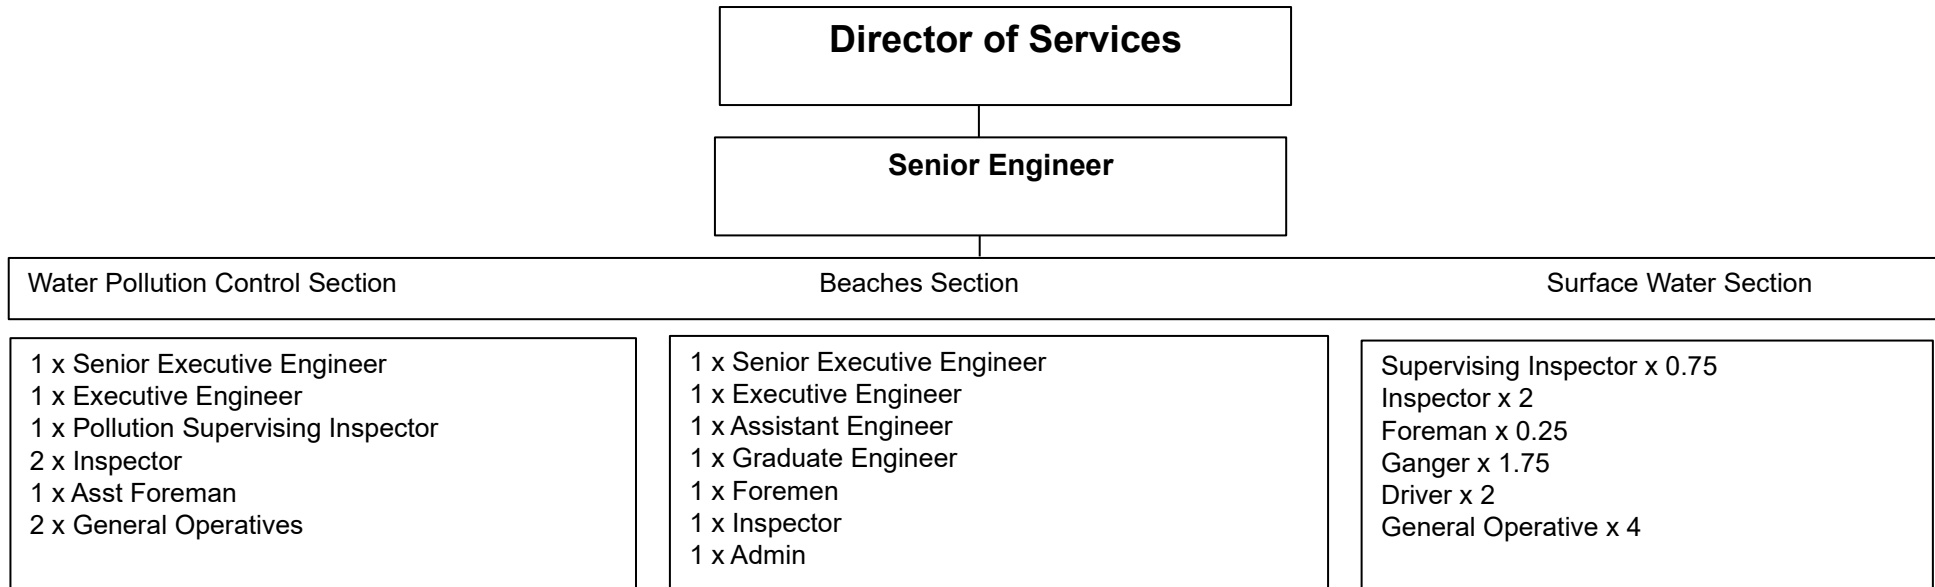 Director of Services
Senior Engineer
Water Pollution Control Section
Beaches Section
Surface Water Section
1 x Senior Executive Engineer
1 x Executive Engineer
1 x Pollution Supervising Inspector
2 x Inspector
1 x Asst Foreman
2 x General Operatives
1 x Senior Executive Engineer
1 x Executive Engineer
1 x Assistant Engineer
1 x Graduate Engineer
1 x Foremen
1 x Inspector
1 x Admin
Supervising Inspector x 0.75
Inspector x 2
Foreman x 0.25
Ganger x 1.75
Driver x 2
General Operative x 4